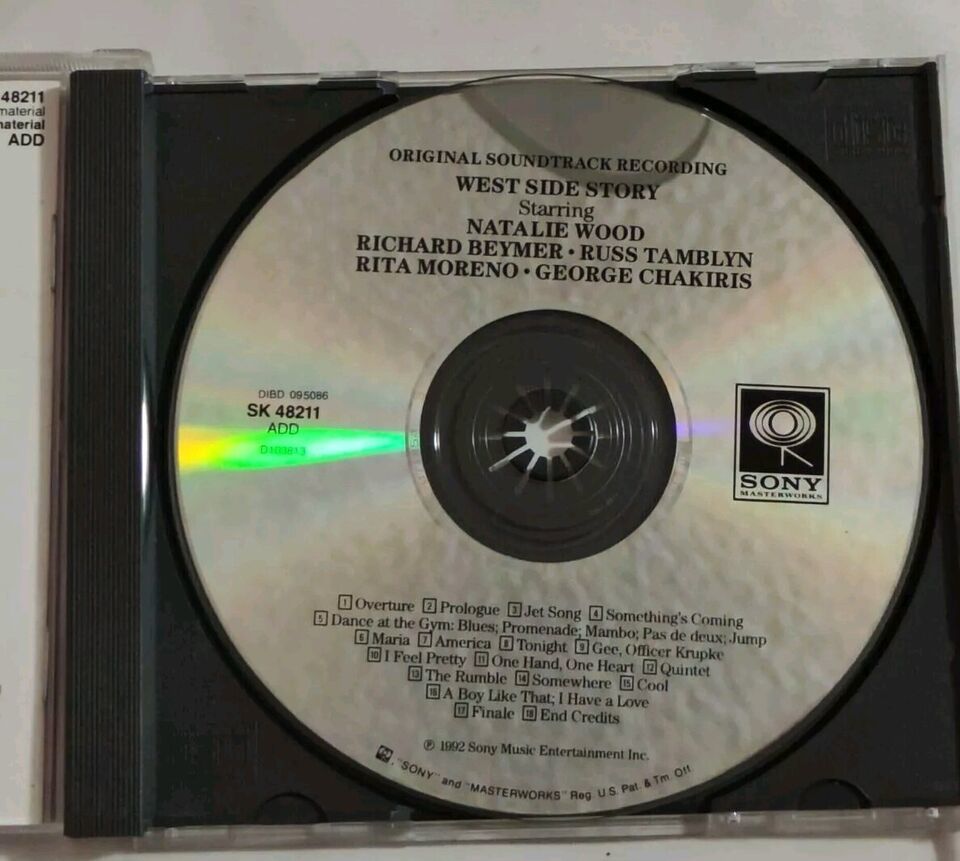 48211
material
material
ADD
ORIGINAL SOUNDTRACK RECORDING
WEST SIDE STORY
Starring
NATALIE WOOD
RICHARD BEYMER • RUSS TAMBLYN
RITA MORENO • GEORGE CHAKIRIS
DIBD 095086
SK 48211
ADD
D103813
SONY
MASTERWORKS
1 Overture 2 Prologue 3 Jet Song 4 Something's Coming
5 Dance at the Gym: Blues; Promenade; Mambo; Pas de deux; Jump
6 Maria 7 America 8 Tonight 9 Gee, Officer Krupke
10 I Feel Pretty 11 One Hand, One Heart 12 Quintet
13 The Rumble 14 Somewhere 15 Cool
16 A Boy Like That; I Have a Love
17 Finale 18 End Credits
℗ 1992 Sony Music Entertainment Inc.
, "SONY" and "MASTERWORKS" Reg. U.S. Pat. & Tm. Off.